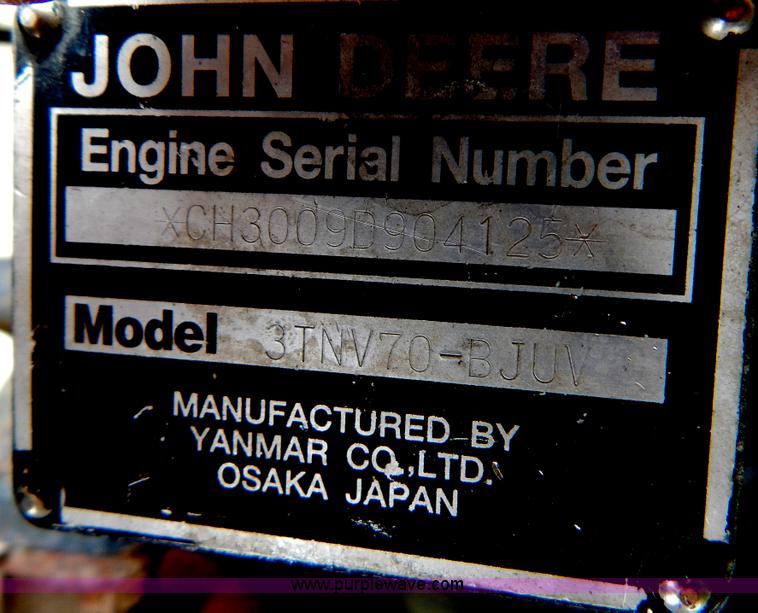 JOHN DEERE
Engine Serial Number
*CH3009D904125*
Model 3TNV70-BJUV
MANUFACTURED BY
YANMAR CO.,LTD.
OSAKA JAPAN
www.purplewave.com